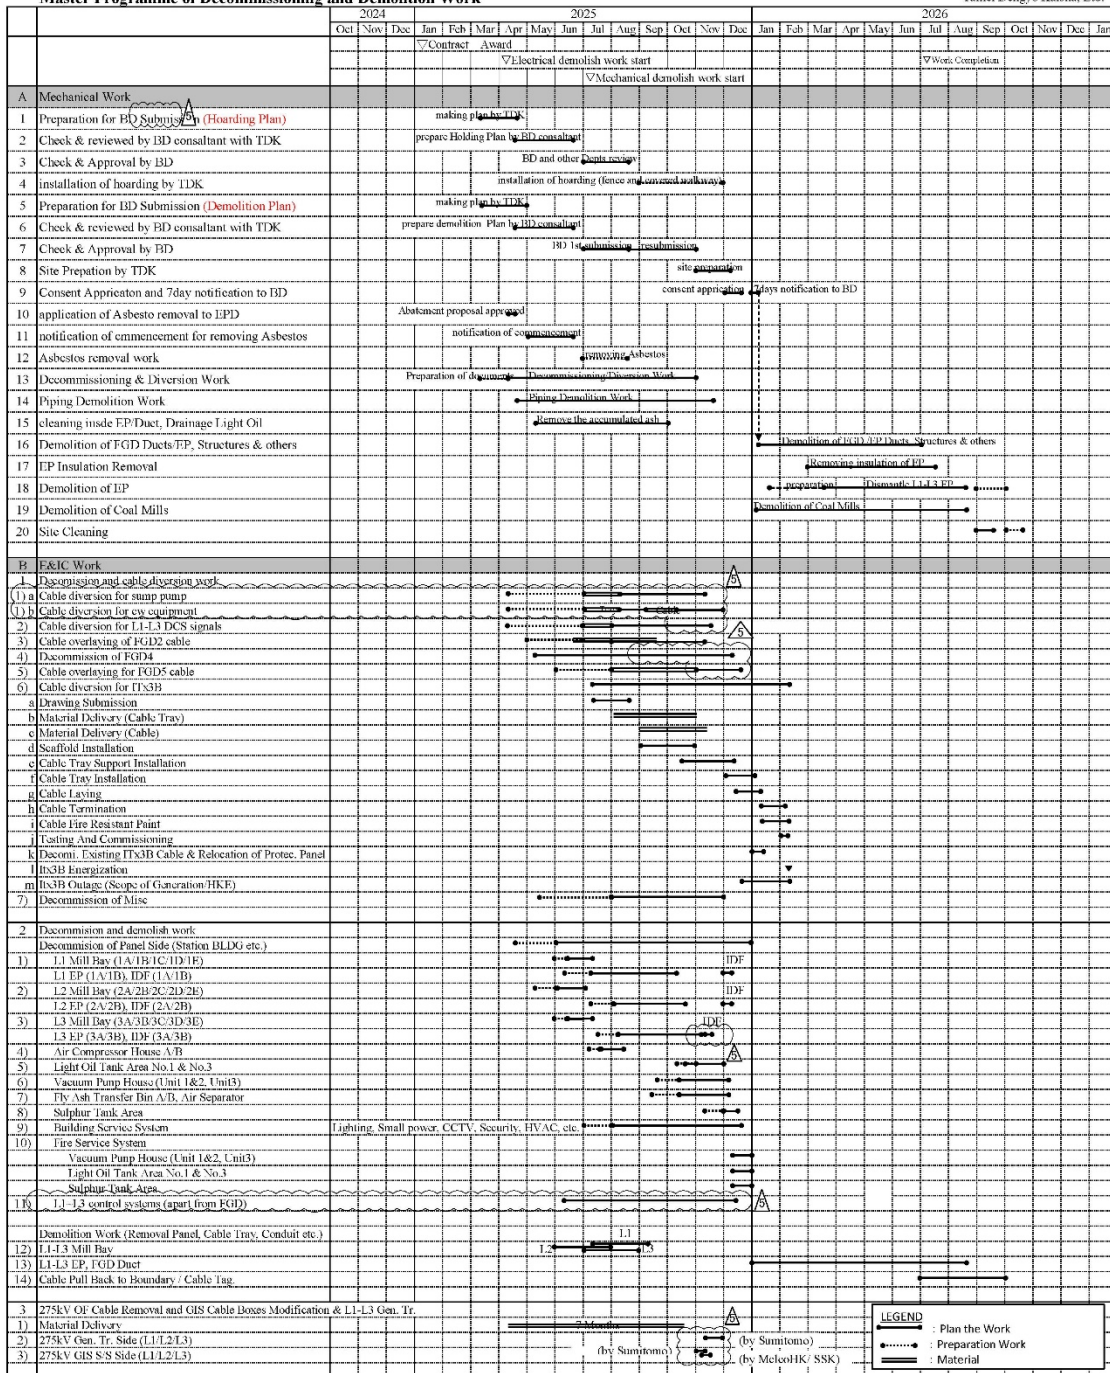 Master Programme of Decommissioning and Demolition Work
2024 2025 2026
Oct Nov Dec Jan Feb Mar Apr May Jun Jul Aug Sep Oct Nov Dec Jan Feb Mar Apr May Jun Jul Aug Sep Oct Nov Dec Jan
▽Contract Award
▽Electrical demolish work start ▽Work Completion
▽Mechanical demolish work start
A Mechanical Work
1 Preparation for BD Submission (Hoarding Plan) 5 making plan by TDK
2 Check & reviewed by BD consaltant with TDK prepare Holding Plan by BD consultant
3 Check & Approval by BD BD and other Depts review
4 installation of hoarding by TDK installation of hoarding (fence and covered walkway)
5 Preparation for BD Submission (Demolition Plan) making plan by TDK
6 Check & reviewed by BD consultant with TDK prepare demolition Plan by BD consultant
7 Check & Approval by BD BD 1st submission resubmission
8 Site Prepation by TDK site preparation
9 Consent Appricaton and 7day notification to BD consent apprication 7days notification to BD
10 application of Asbesto removal to EPD Abatement proposal approved
11 notification of cmmencement for removing Asbestos notification of commencement
12 Asbestos removal work removing Asbestos
13 Decommissioning & Diversion Work Preparation of documents Decommissioning/Diversion Work
14 Piping Demolition Work Piping Demolition Work
15 cleaning insde EP/Duct, Drainage Light Oil Remove the accumulated ash
16 Demolition of FGD Ducts/EP, Structures & others Demolition of FGD /EP Ducts, Structures & others
17 EP Insulation Removal Removing insulation of EP
18 Demolition of EP preparation Dismantle L1-L3 EP
19 Demolition of Coal Mills Demolition of Coal Mills
20 Site Cleaning
B E&IC Work
1 Decomission and cable diversion work 5
(1) a Cable diversion for sump pump
(1) b Cable diversion for cw equipment Cable
2) Cable diversion for L1-L3 DCS signals 5
3) Cable overlaying of FGD2 cable
4) Decommission of FGD4
5) Cable overlaying for FGD5 cable
6) Cable diversion for ITx3B
a Drawing Submission
b Material Delivery (Cable Tray)
c Material Delivery (Cable)
d Scaffold Installation
e Cable Tray Support Installation
f Cable Tray Installation
g Cable Laying
h Cable Termination
i Cable Fire Resistant Paint
j Testing And Commissioning
k Decomi. Existing ITx3B Cable & Relocation of Protec. Panel
l Itx3B Energization
m Itx3B Outage (Scope of Generation/HKE)
7) Decommission of Misc
2 Decommision and demolish work
Decommision of Panel Side (Station BLDG etc.)
1) L1 Mill Bay (1A/1B/1C/1D/1E) IDF
L1 EP (1A/1B), IDF (1A/1B)
2) L2 Mill Bay (2A/2B/2C/2D/2E) IDF
L2 EP (2A/2B), IDF (2A/2B)
3) L3 Mill Bay (3A/3B/3C/3D/3E) IDF
L3 EP (3A/3B), IDF (3A/3B)
4) Air Compressor House A/B 5
5) Light Oil Tank Area No.1 & No.3
6) Vacuum Pump House (Unit 1&2, Unit3)
7) Fly Ash Transfer Bin A/B, Air Separator
8) Sulphur Tank Area
9) Building Service System Lighting, Small power, CCTV, Security, HVAC, etc.
10) Fire Service System
Vacuum Pump House (Unit 1&2, Unit3)
Light Oil Tank Area No.1 & No.3
Sulphur Tank Area
11) L1-L3 control systems (apart from FGD) 5
Demolition Work (Removal Panel, Cable Tray, Conduit etc.) L1
12) L1-L3 Mill Bay L2 L3
13) L1-L3 EP, FGD Duct
14) Cable Pull Back to Boundary / Cable Tag.
3 275kV OF Cable Removal and GIS Cable Boxes Modification & L1-L3 Gen. Tr. 5
1) Material Delivery 7 Months
2) 275kV Gen. Tr. Side (L1/L2/L3) (by Sumitomo)
3) 275kV GIS S/S Side (L1/L2/L3) (by Sumitomo) (by MelcoHK/ SSK)
LEGEND
: Plan the Work
: Preparation Work
: Material